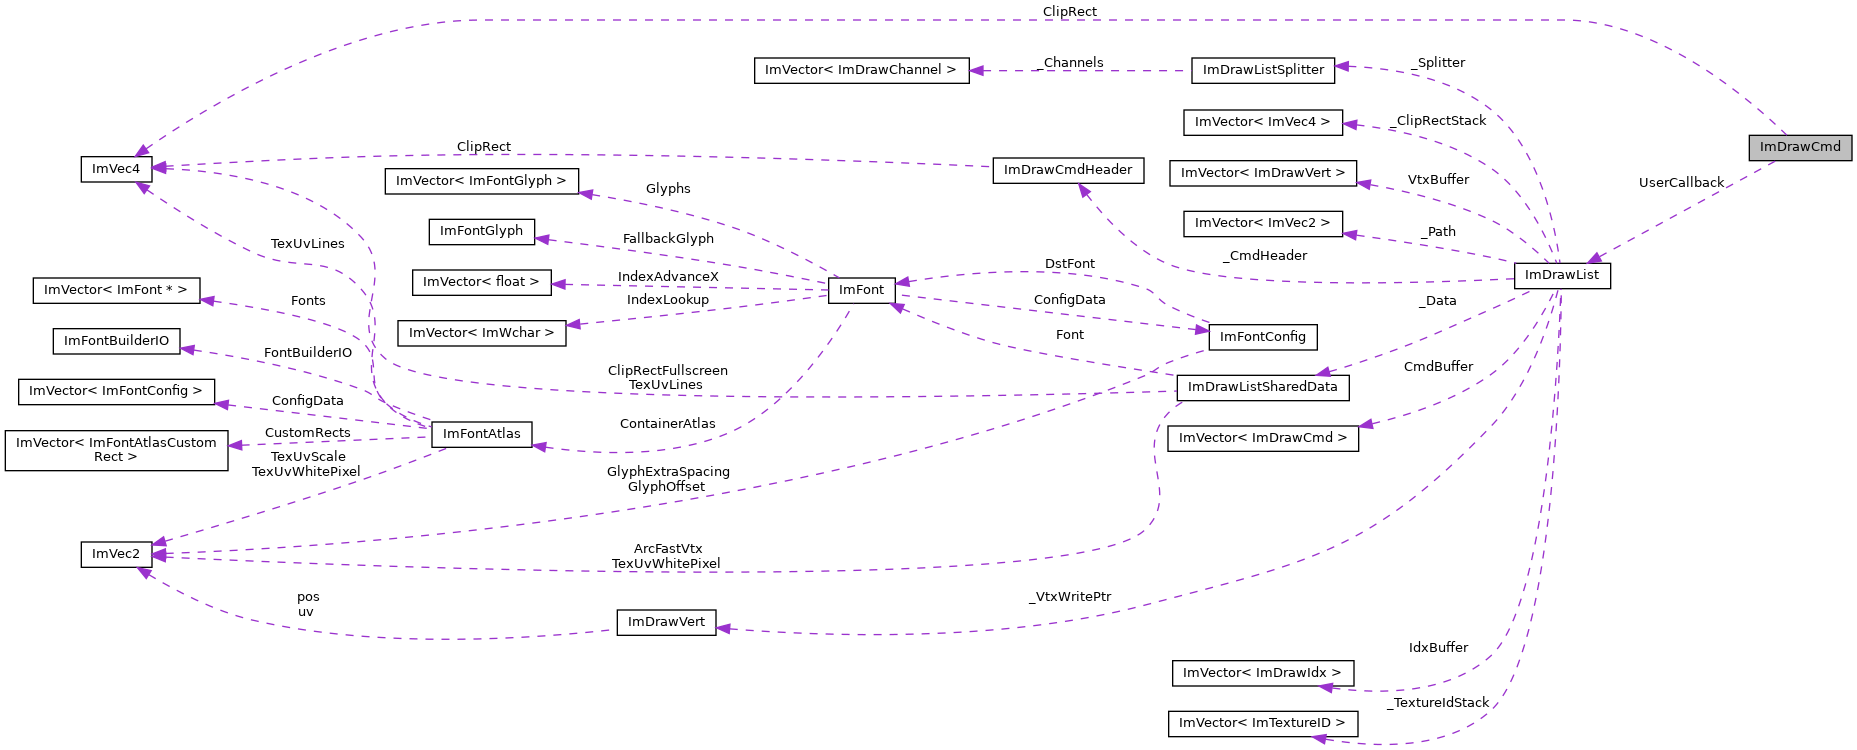 ClipRect
ImVector< ImDrawChannel >
_Channels
ImDrawListSplitter
_Splitter
ImVector< ImVec4 >
_ClipRectStack
ImDrawCmd
ClipRect
ImVec4
ImDrawCmdHeader
ImVector< ImDrawVert >
VtxBuffer
UserCallback
ImVector< ImFontGlyph >
Glyphs
ImVector< ImVec2 >
_Path
ImFontGlyph
FallbackGlyph
TexUvLines
_CmdHeader
DstFont
ImDrawList
ImVector< float >
IndexAdvanceX
ImVector< ImFont * >
Fonts
IndexLookup
ImFont
ConfigData
_Data
ImVector< ImWchar >
ImFontBuilderIO
FontBuilderIO
Font
ImFontConfig
ClipRectFullscreen
TexUvLines
CmdBuffer
ImDrawListSharedData
ImVector< ImFontConfig >
ConfigData
ContainerAtlas
CustomRects
ImFontAtlas
ImVector< ImDrawCmd >
ImVector< ImFontAtlasCustom
Rect >
TexUvScale
TexUvWhitePixel
GlyphExtraSpacing
GlyphOffset
ImVec2
ArcFastVtx
TexUvWhitePixel
pos
uv
_VtxWritePtr
ImDrawVert
IdxBuffer
ImVector< ImDrawIdx >
_TextureIdStack
ImVector< ImTextureID >